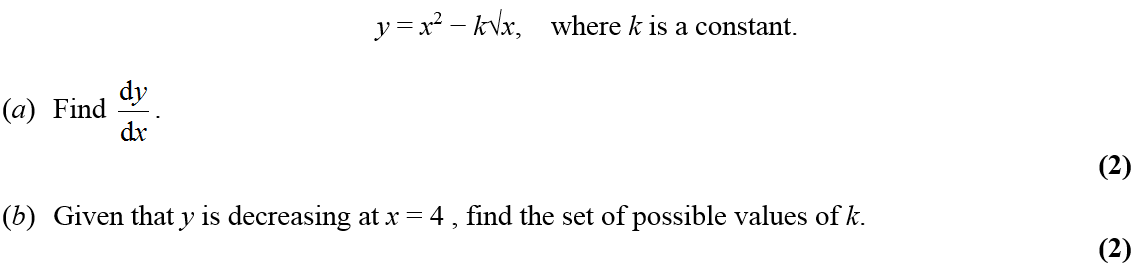 y = x² − k√x, where k is a constant.
(a) Find dy/dx.
(2)
(b) Given that y is decreasing at x = 4 , find the set of possible values of k.
(2)